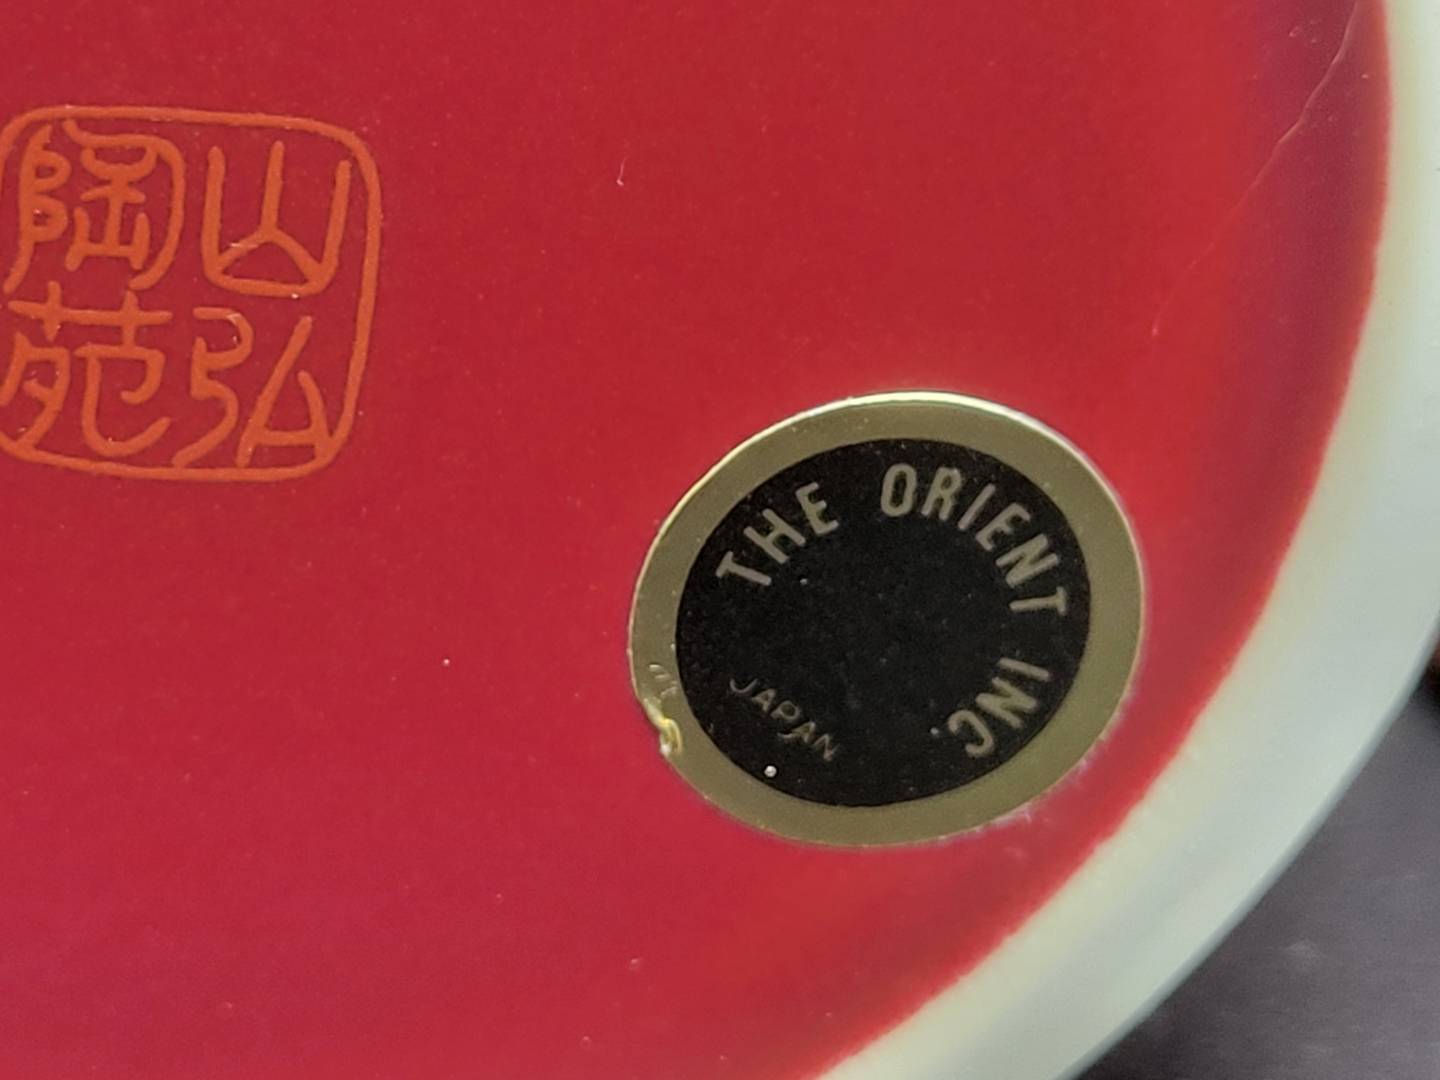 山弘
陶苑
THE ORIENT INC.
JAPAN